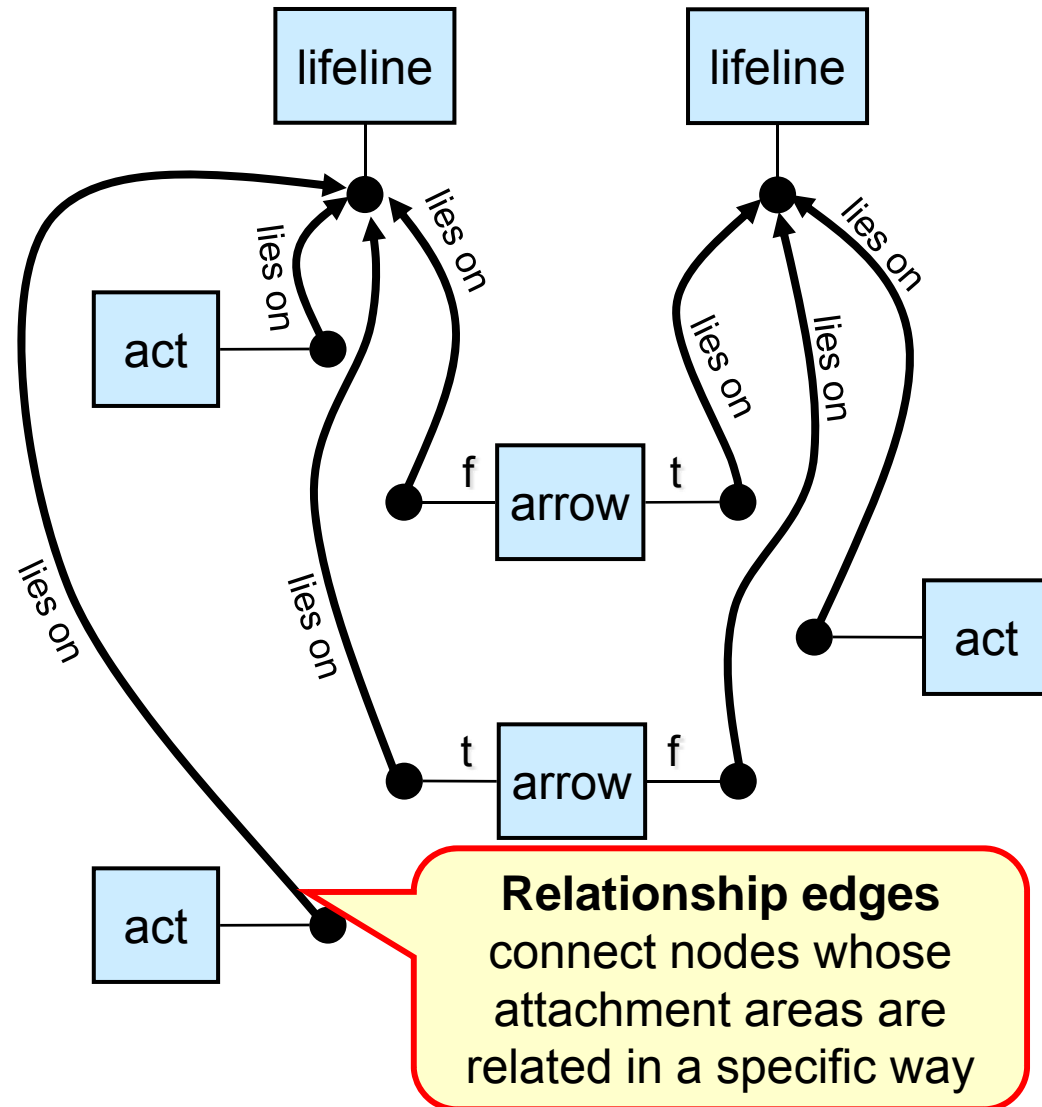 lifeline
lifeline
lies on
lies on
lies on
act
lies on
lies on
f
arrow
t
lies on
lies on
act
t
arrow
f
act
Relationship edges
connect nodes whose
attachment areas are
related in a specific way